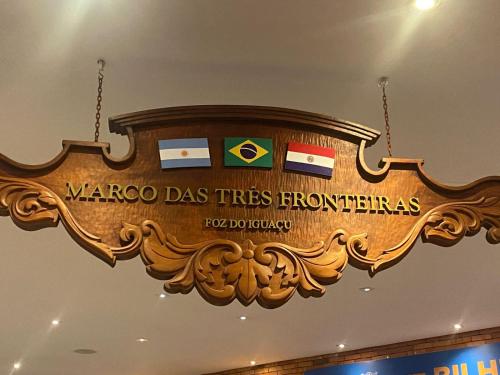 MARCO DAS TRÊS FRONTEIRAS
FOZ DO IGUAÇU